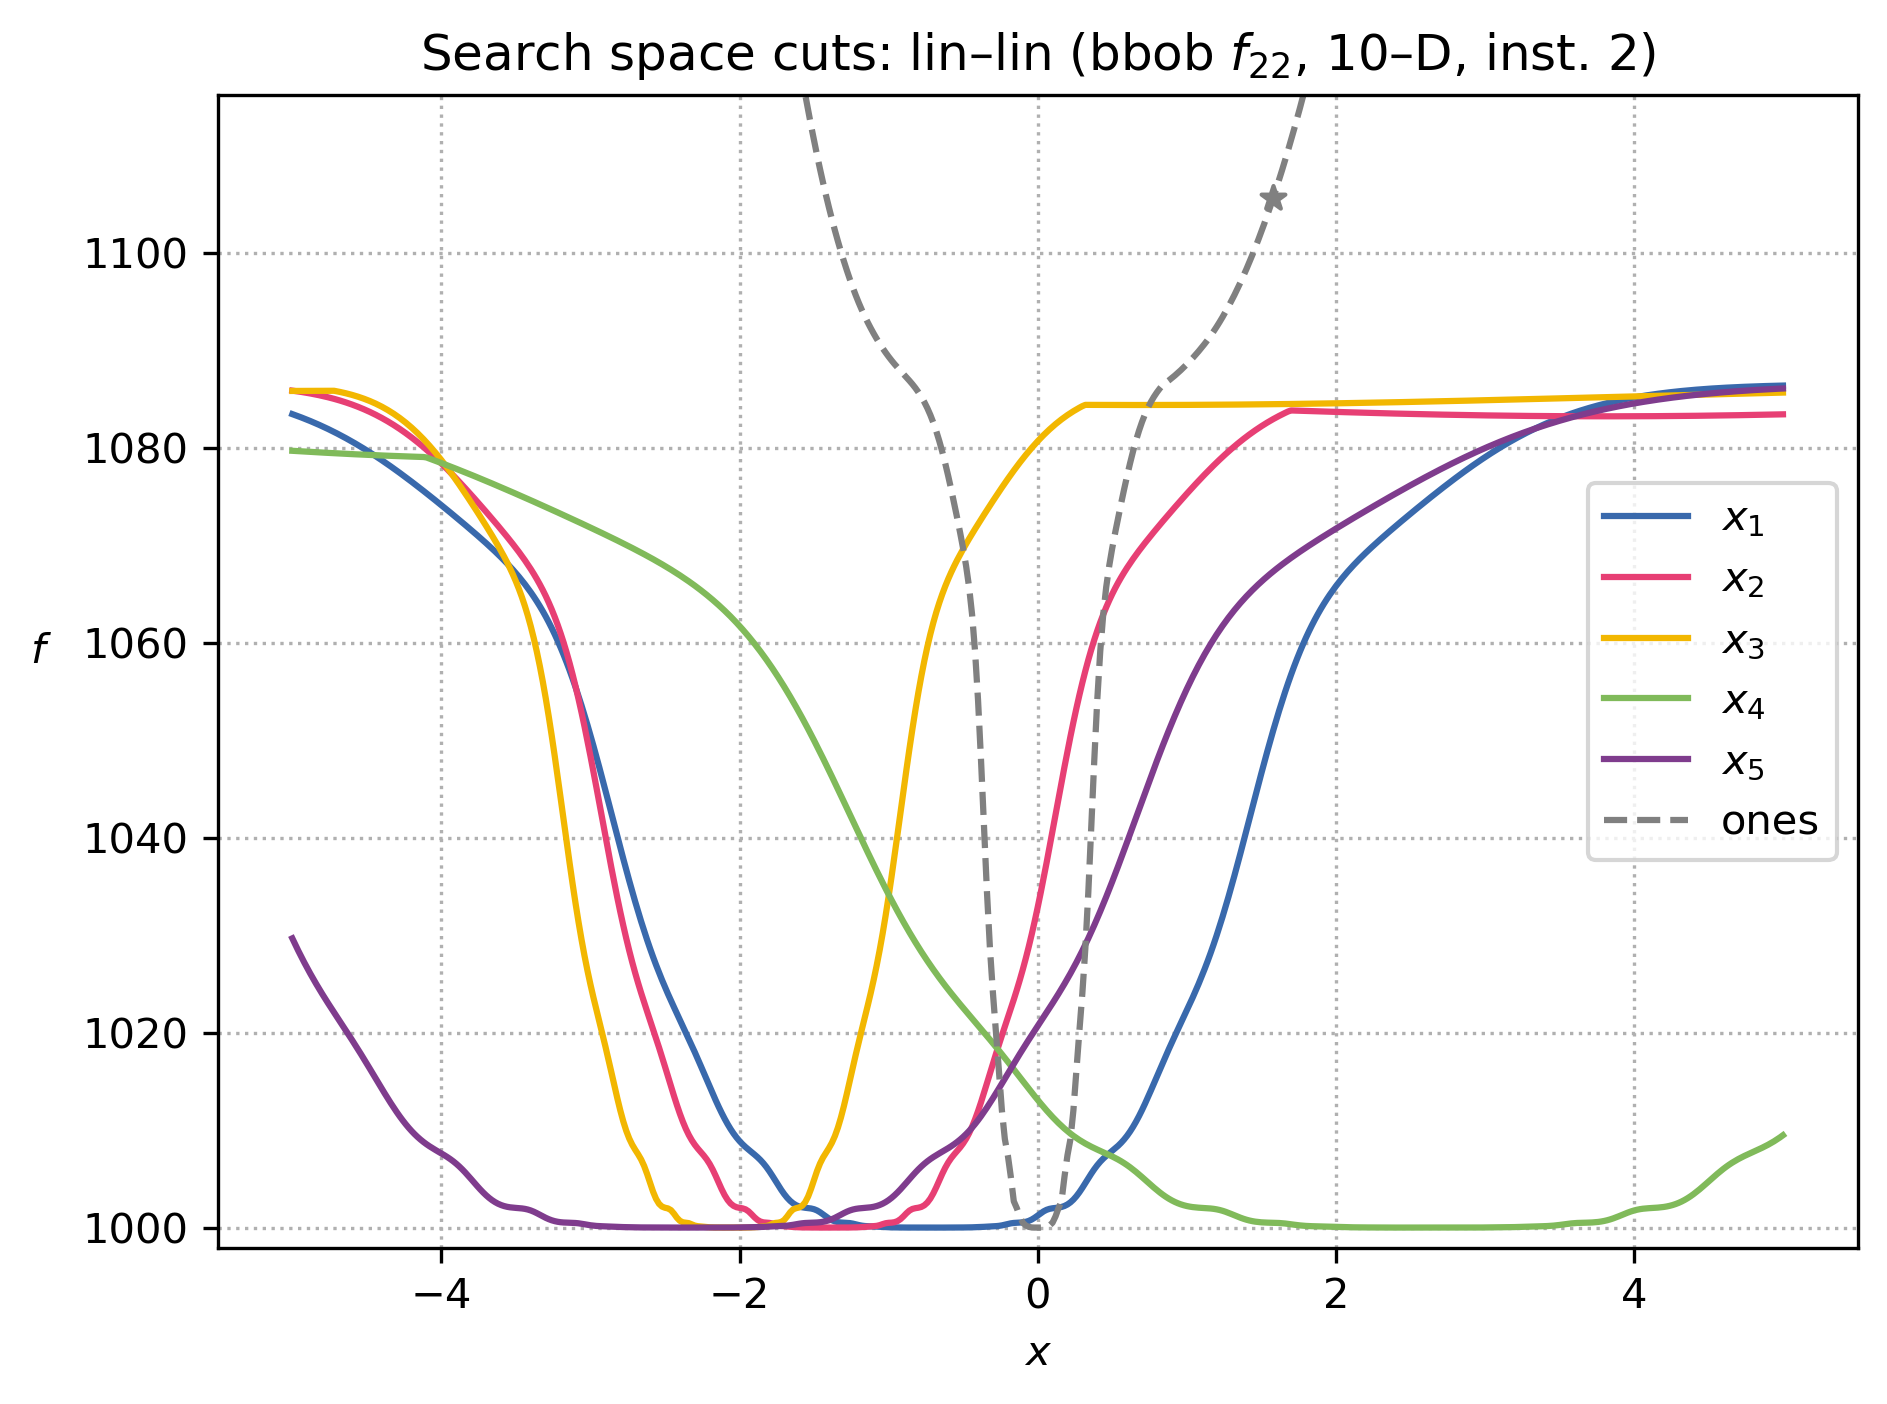 Search space cuts: lin–lin (bbob f₂₂, 10–D, inst. 2)
1100
1080
1060
1040
1020
1000
f
x₁
x₂
x₃
x₄
x₅
ones
−4
−2
0
2
4
x